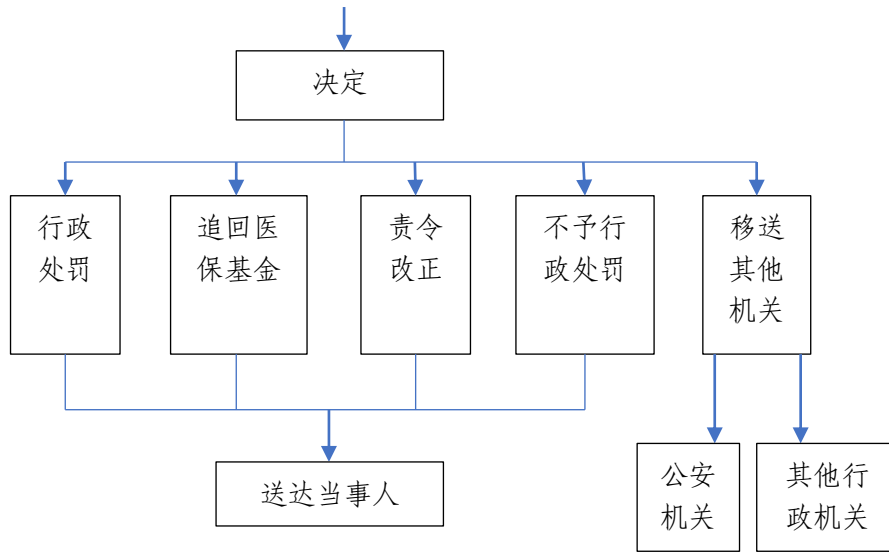 决定
行政
处罚
追回医
保基金
责令
改正
不予行
政处罚
移送
其他
机关
送达当事人
公安
机关
其他行
政机关